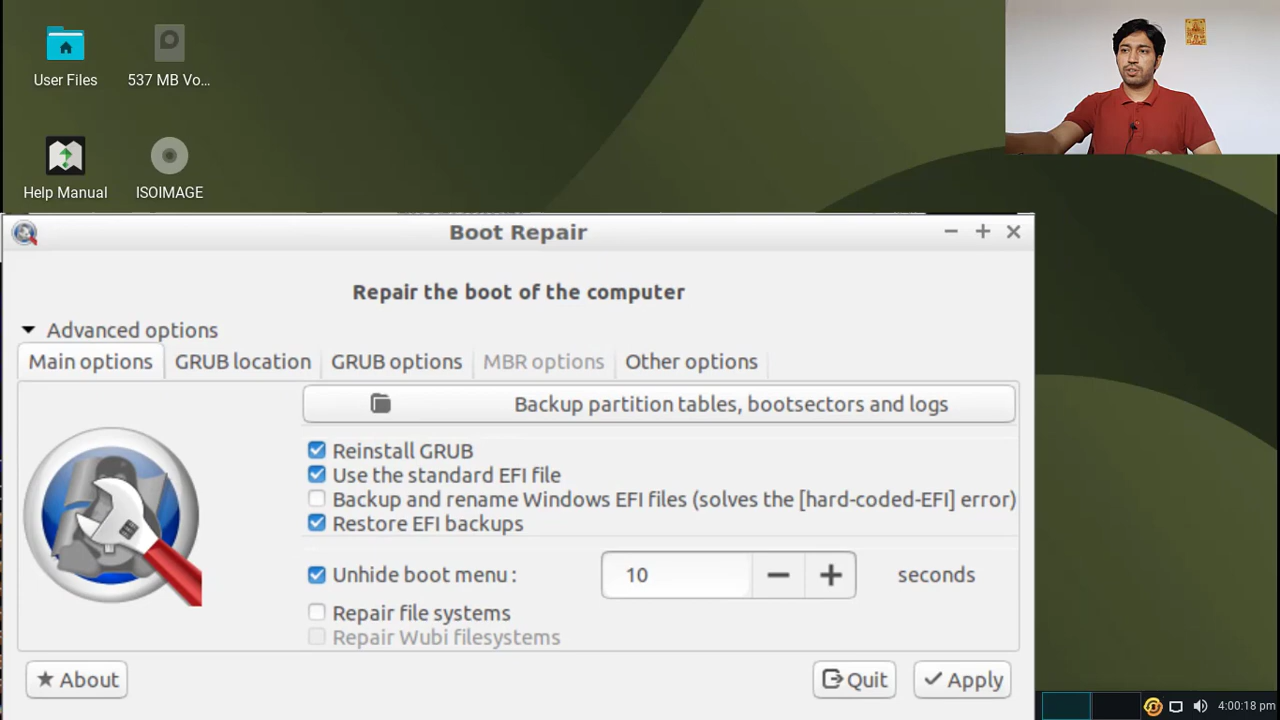 User Files
537 MB Vo...
Help Manual
ISOIMAGE
Boot Repair
Repair the boot of the computer
Advanced options
Main options
GRUB location
GRUB options
MBR options
Other options
Backup partition tables, bootsectors and logs
Reinstall GRUB
Use the standard EFI file
Backup and rename Windows EFI files (solves the [hard-coded-EFI] error)
Restore EFI backups
Unhide boot menu : 10 seconds
Repair file systems
Repair Wubi filesystems
About
Quit
Apply
4:00:18 pm